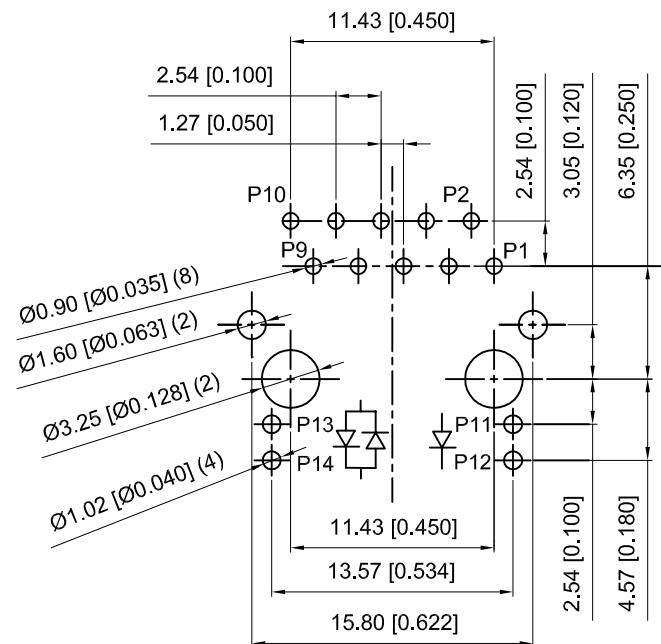 11.43 [0.450]
2.54 [0.100]
1.27 [0.050]
2.54 [0.100]
3.05 [0.120]
6.35 [0.250]
P10
P2
P9
P1
Ø0.90 [Ø0.035] (8)
Ø1.60 [Ø0.063] (2)
Ø3.25 [Ø0.128] (2)
Ø1.02 [Ø0.040] (4)
P13
P11
P14
P12
11.43 [0.450]
13.57 [0.534]
15.80 [0.622]
2.54 [0.100]
4.57 [0.180]